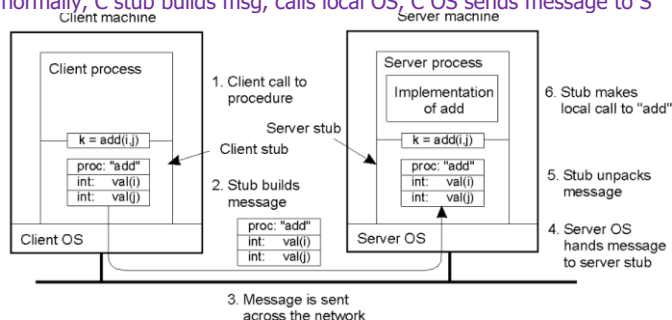 normally, C stub builds msg, calls local OS, C OS sends message to S
Client machine
Server machine
Client process
1. Client call to
procedure
Server process
Implementation
of add
6. Stub makes
local call to "add"
Server stub
k = add(i,j)
k = add(i,j)
Client stub
proc: "add"
int: val(i)
int: val(j)
2. Stub builds
message
proc: "add"
int: val(i)
int: val(j)
5. Stub unpacks
message
proc: "add"
int: val(i)
int: val(j)
Client OS
Server OS
4. Server OS
hands message
to server stub
3. Message is sent
across the network